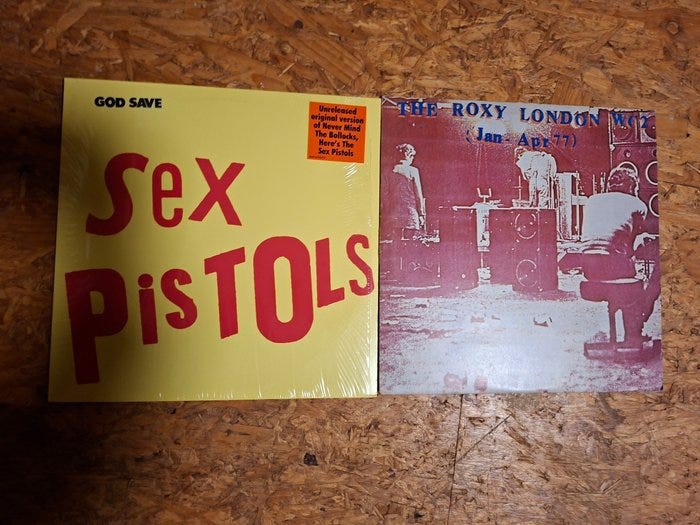 GOD SAVE
Unreleased
original version
of Never Mind
The Bollocks,
Here's The
Sex Pistols
Sex
PISTOLS
THE ROXY LONDON WC2
(Jan - Apr 77)